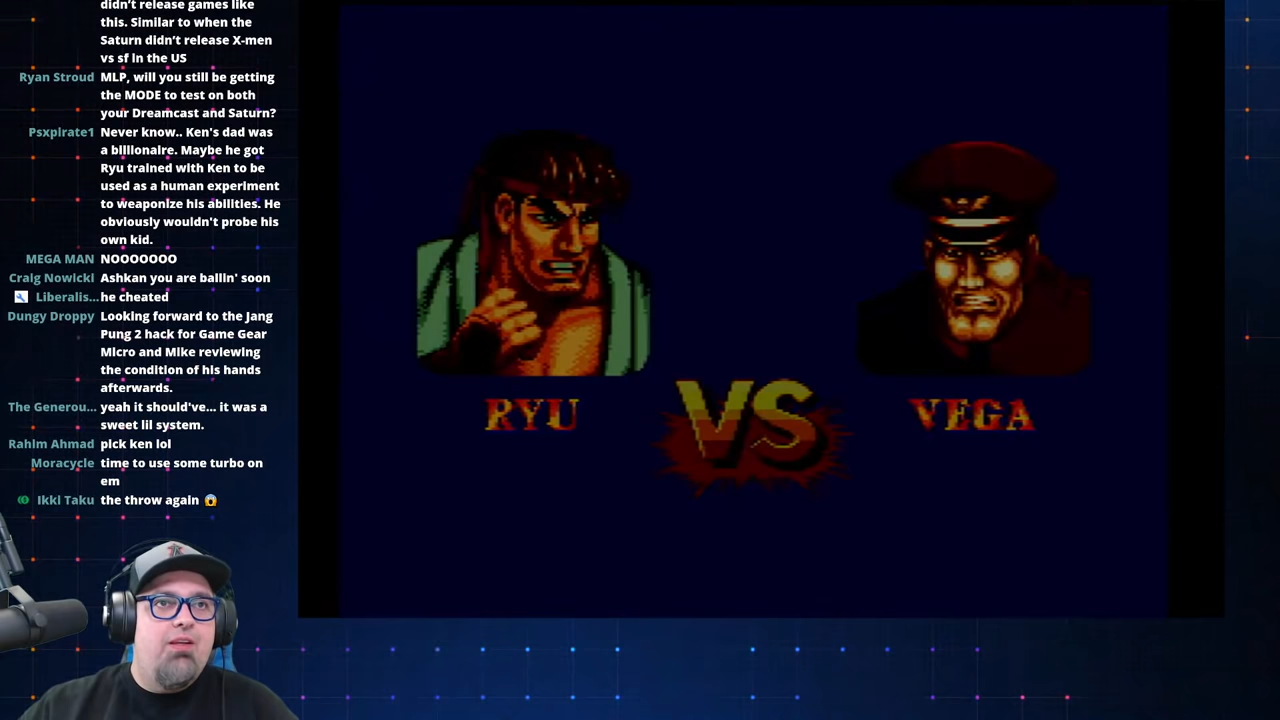 didn't release games like
this. Similar to when the
Saturn didn't release X-men
vs sf in the US
Ryan Stroud MLP, will you still be getting
the MODE to test on both
your Dreamcast and Saturn?
Psxpirate1 Never know.. Ken's dad was
a billionaire. Maybe he got
Ryu trained with Ken to be
used as a human experiment
to weaponize his abilities. He
obviously wouldn't probe his
own kid.
MEGA MAN NOOOOOOO
Craig Nowicki Ashkan you are ballin' soon
Liberalis... he cheated
Dungy Droppy Looking forward to the Jang
Pung 2 hack for Game Gear
Micro and Mike reviewing
the condition of his hands
afterwards.
The Generou... yeah it should've... it was a
sweet lil system.
Rahim Ahmad pick ken lol
Moracycle time to use some turbo on
em
Ikki Taku the throw again 😱
RYU
VS
VEGA